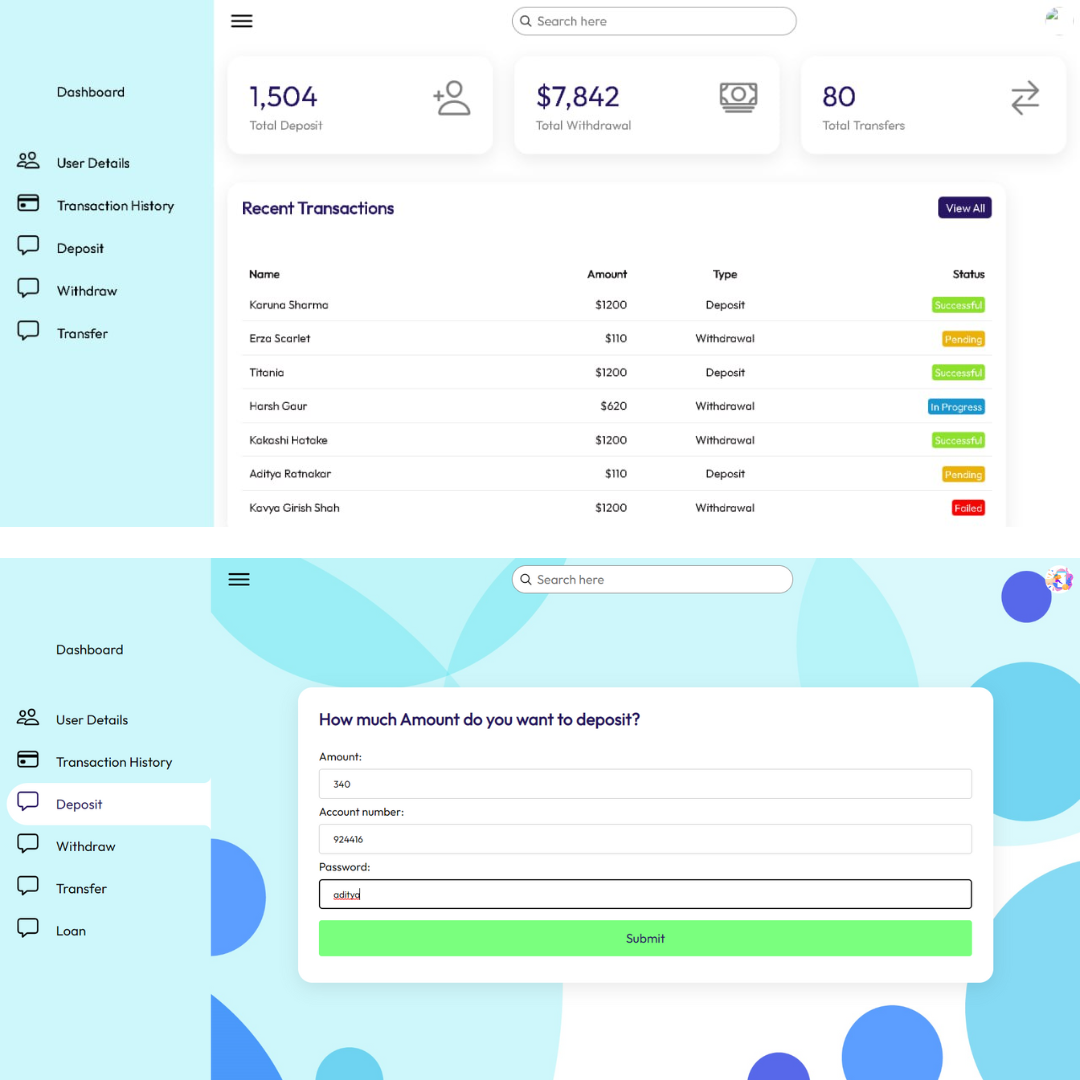 Search here
Dashboard
User Details
Transaction History
Deposit
Withdraw
Transfer
1,504
Total Deposit
$7,842
Total Withdrawal
80
Total Transfers
Recent Transactions
View All
Name Amount Type Status
Karuna Sharma $1200 Deposit Successful
Erza Scarlet $110 Withdrawal Pending
Titania $1200 Deposit Successful
Harsh Gaur $620 Withdrawal In Progress
Kakashi Hatake $1200 Withdrawal Successful
Aditya Ratnakar $110 Deposit Pending
Kavya Girish Shah $1200 Withdrawal Failed
Search here
Dashboard
User Details
Transaction History
Deposit
Withdraw
Transfer
Loan
How much Amount do you want to deposit?
Amount:
340
Account number:
924416
Password:
aditya
Submit